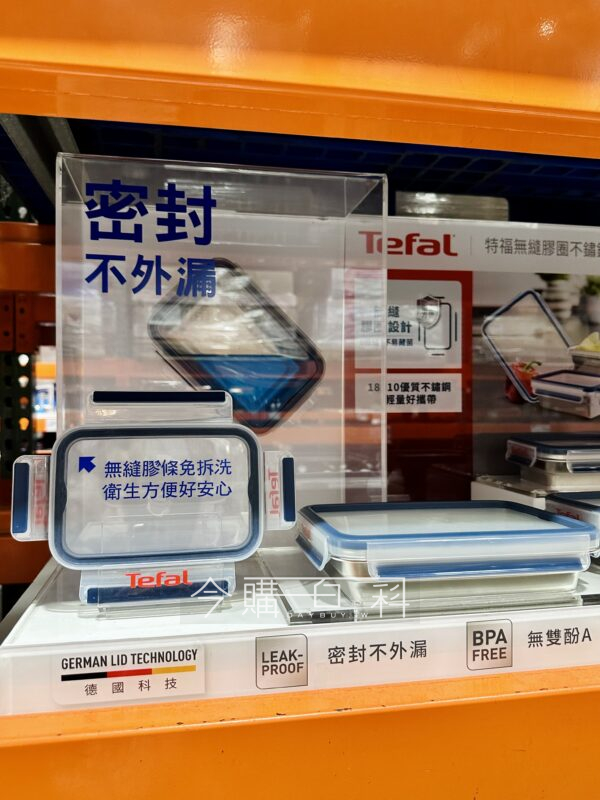 密封
不外漏
Tefal
特福無縫膠圈不鏽
18 10優質不鏽鋼
輕量好攜帶
無縫膠條免拆洗
衛生方便好安心
Tefal
Tefal
Tefal
今購百科
DAYBUY.TW
GERMAN LID TECHNOLOGY
德國科技
LEAK-
PROOF
密封不外漏
BPA
FREE
無雙酚A